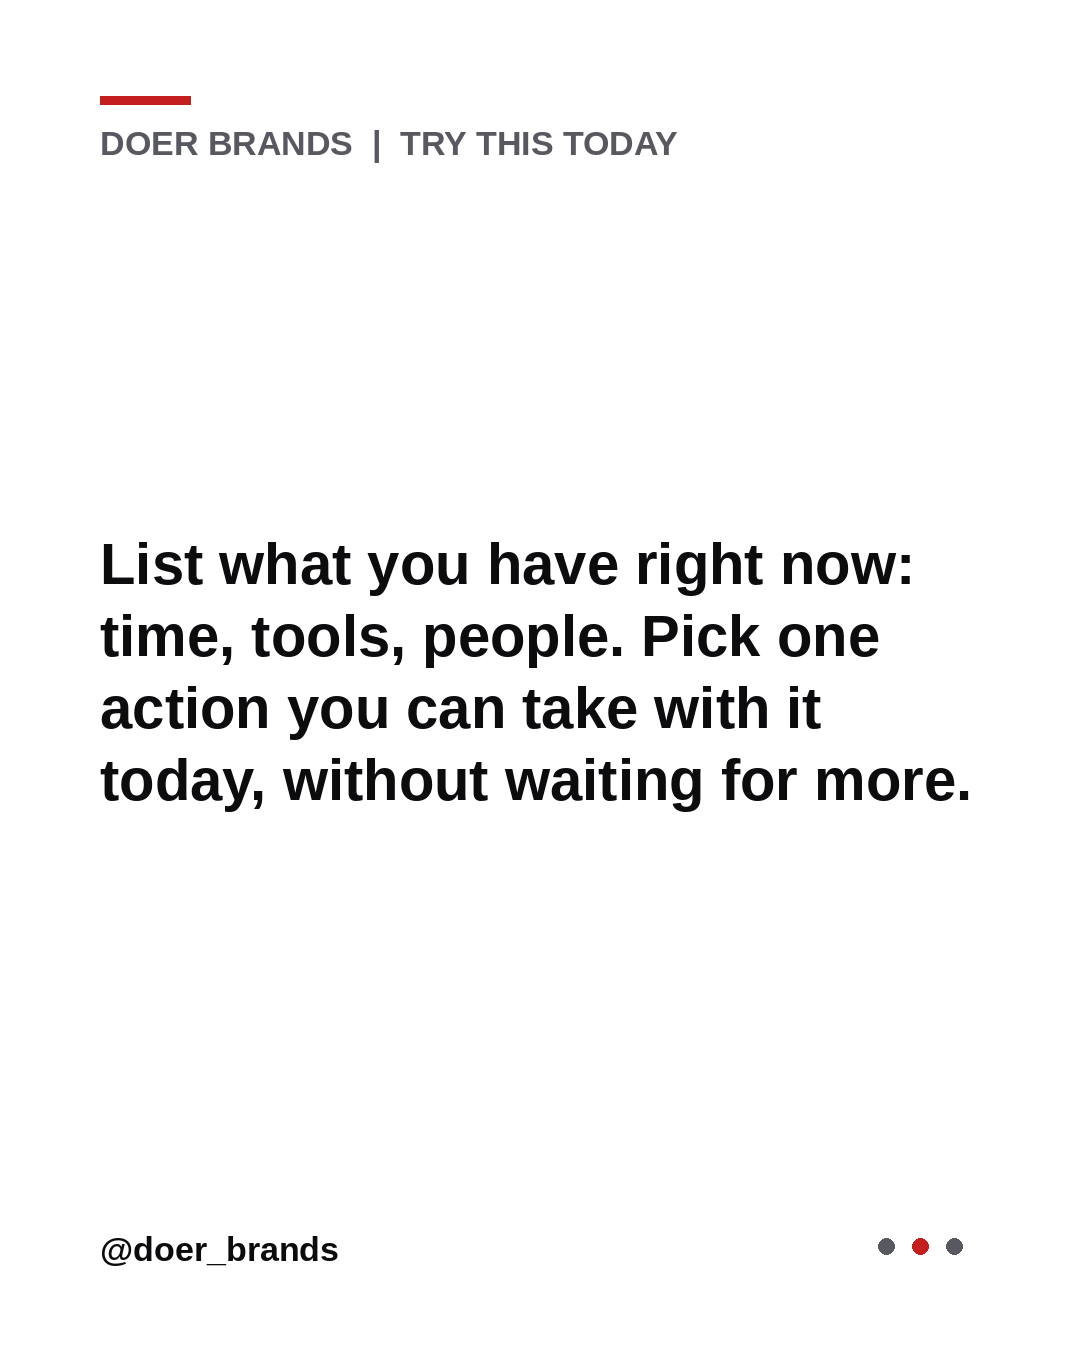 DOER BRANDS | TRY THIS TODAY
List what you have right now:
time, tools, people. Pick one
action you can take with it
today, without waiting for more.
@doer_brands